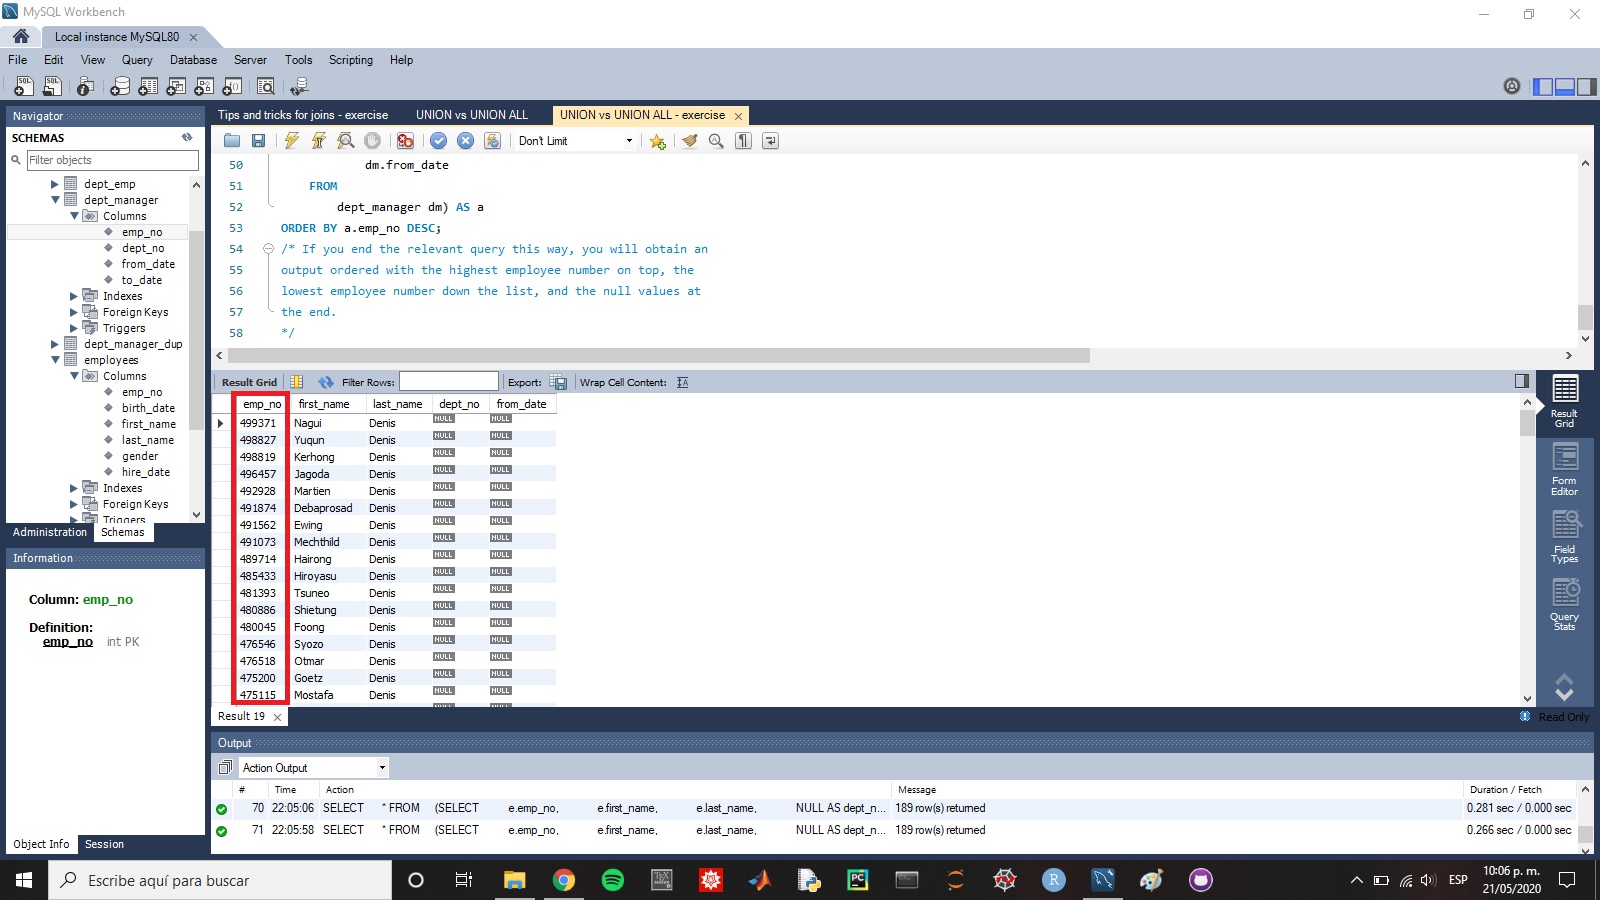 MySQL Workbench
Local instance MySQL80
File Edit View Query Database Server Tools Scripting Help
Navigator
SCHEMAS
Filter objects
dept_emp
dept_manager
Columns
emp_no
dept_no
from_date
to_date
Indexes
Foreign Keys
Triggers
dept_manager_dup
employees
Columns
emp_no
birth_date
first_name
last_name
gender
hire_date
Indexes
Foreign Keys
Triggers
Administration Schemas
Information
Column: emp_no
Definition:
emp_no int PK
Object Info Session
Tips and tricks for joins - exercise UNION vs UNION ALL UNION vs UNION ALL - exercise
Don't Limit
50 dm.from_date
51 FROM
52 dept_manager dm) AS a
53 ORDER BY a.emp_no DESC;
54 /* If you end the relevant query this way, you will obtain an
55 output ordered with the highest employee number on top, the
56 lowest employee number down the list, and the null values at
57 the end.
58 */
Result Grid Filter Rows: Export: Wrap Cell Content: IA
emp_no first_name last_name dept_no from_date
499371 Nagui Denis NULL NULL
498827 Yuqun Denis NULL NULL
498819 Kerhong Denis NULL NULL
496457 Jagoda Denis NULL NULL
492928 Martien Denis NULL NULL
491874 Debaprosad Denis NULL NULL
491562 Ewing Denis NULL NULL
491073 Mechthild Denis NULL NULL
489714 Hairong Denis NULL NULL
485433 Hiroyasu Denis NULL NULL
481393 Tsuneo Denis NULL NULL
480886 Shietung Denis NULL NULL
480045 Foong Denis NULL NULL
476546 Syozo Denis NULL NULL
476518 Otmar Denis NULL NULL
475200 Goetz Denis NULL NULL
475115 Mostafa Denis NULL NULL
Result Grid
Form Editor
Field Types
Query Stats
Result 19
Read Only
Output
Action Output
# Time Action Message Duration / Fetch
70 22:05:06 SELECT * FROM (SELECT e.emp_no, e.first_name, e.last_name, NULL AS dept_n... 189 row(s) returned 0.281 sec / 0.000 sec
71 22:05:58 SELECT * FROM (SELECT e.emp_no, e.first_name, e.last_name, NULL AS dept_n... 189 row(s) returned 0.266 sec / 0.000 sec
Escribe aquí para buscar
ESP
10:06 p. m.
21/05/2020